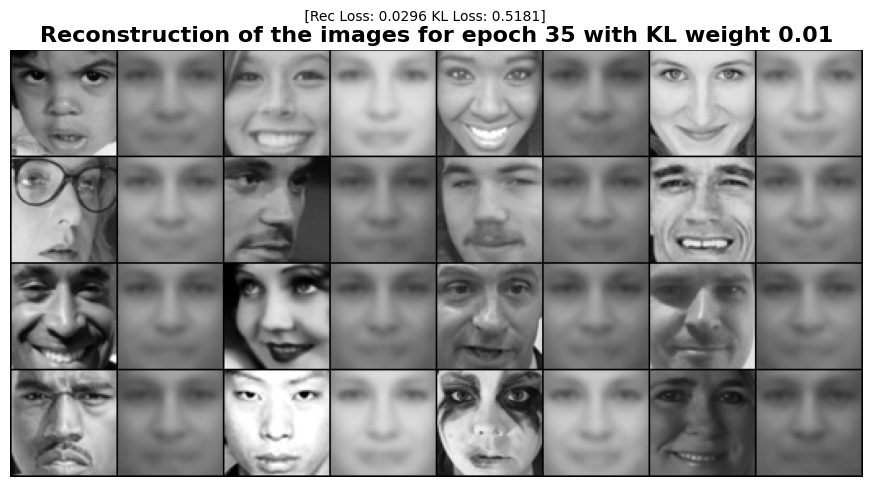 [Rec Loss: 0.0296 KL Loss: 0.5181]
Reconstruction of the images for epoch 35 with KL weight 0.01